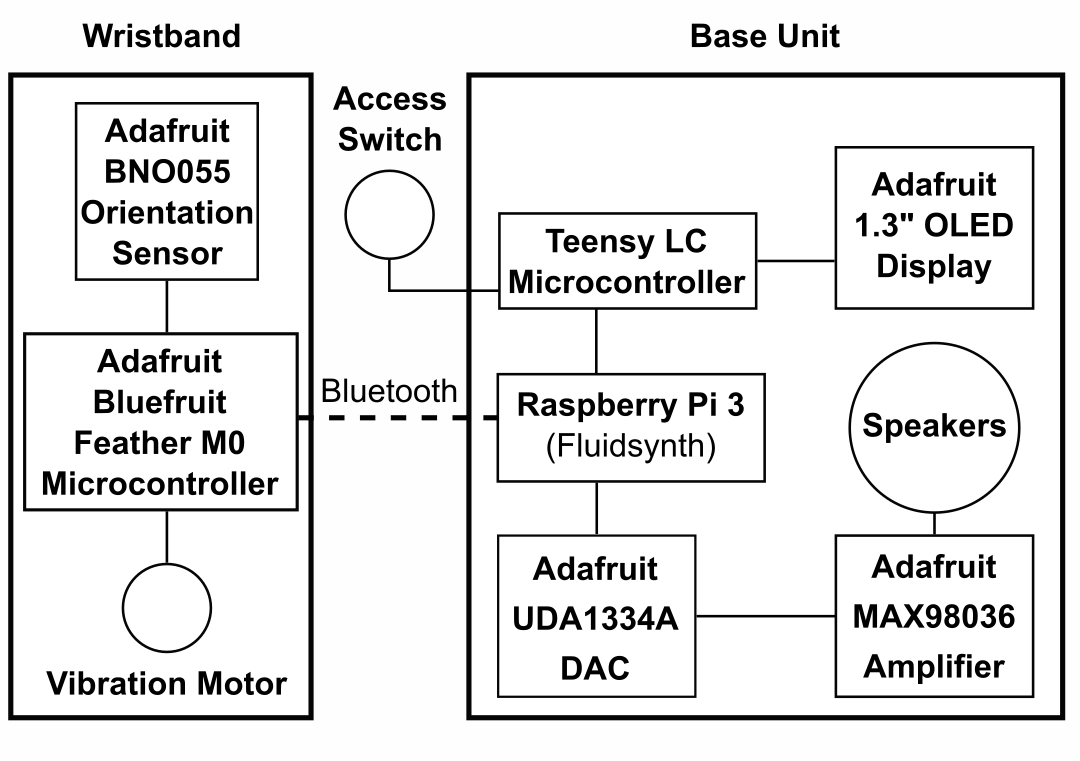 Wristband
Adafruit
BNO055
Orientation
Sensor
Adafruit
Bluefruit
Feather M0
Microcontroller
Vibration Motor
Access
Switch
Bluetooth
Base Unit
Teensy LC
Microcontroller
Adafruit
1.3" OLED
Display
Raspberry Pi 3
(Fluidsynth)
Speakers
Adafruit
UDA1334A
DAC
Adafruit
MAX98036
Amplifier